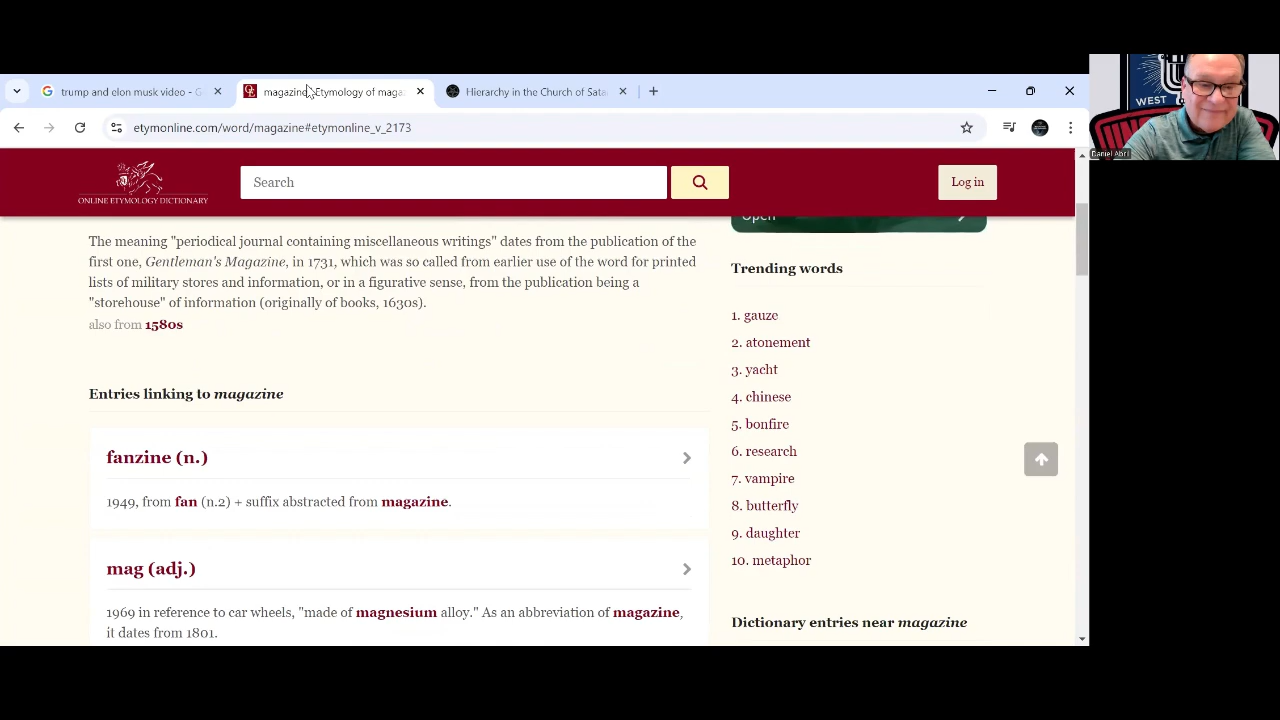 trump and elon musk video - G
magazine | Etymology of maga
Hierarchy in the Church of Sata
etymonline.com/word/magazine#etymonline_v_2173
ONLINE ETYMOLOGY DICTIONARY
Search
Log in
WEST
Daniel Abril
Open
The meaning "periodical journal containing miscellaneous writings" dates from the publication of the
first one, Gentleman's Magazine, in 1731, which was so called from earlier use of the word for printed
lists of military stores and information, or in a figurative sense, from the publication being a
"storehouse" of information (originally of books, 1630s).
also from 1580s
Entries linking to magazine
fanzine (n.)
1949, from fan (n.2) + suffix abstracted from magazine.
mag (adj.)
1969 in reference to car wheels, "made of magnesium alloy." As an abbreviation of magazine,
it dates from 1801.
Trending words
1. gauze
2. atonement
3. yacht
4. chinese
5. bonfire
6. research
7. vampire
8. butterfly
9. daughter
10. metaphor
Dictionary entries near magazine